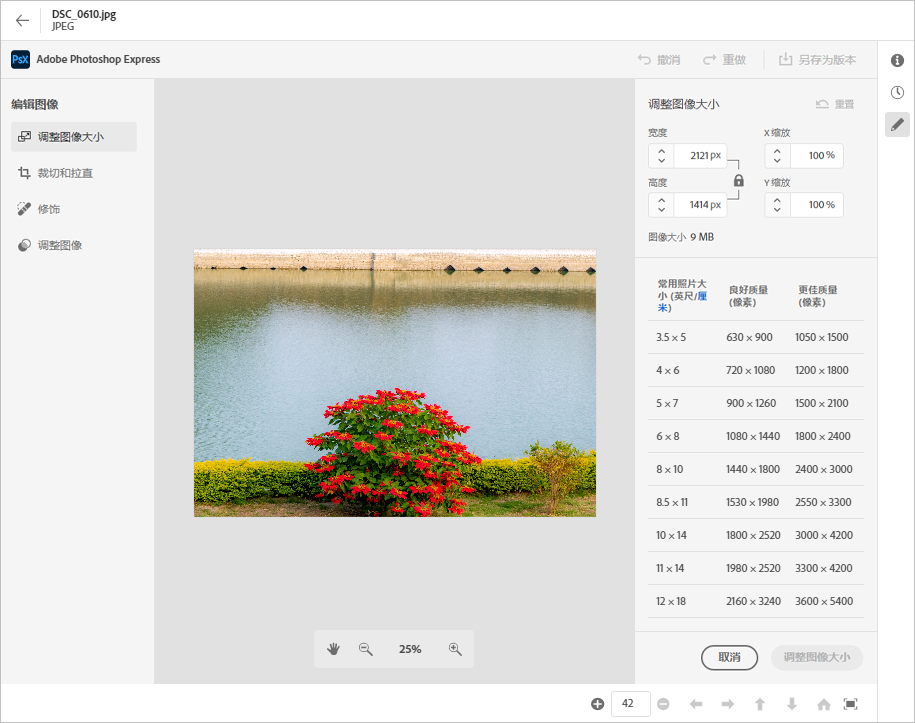 DSC_0610.jpg
JPEG
PsX Adobe Photoshop Express
撤消 重做 另存为版本
编辑图像
调整图像大小
裁切和拉直
修饰
调整图像
调整图像大小 重置
宽度 X 缩放
2121 px 100 %
高度 Y 缩放
1414 px 100 %
图像大小 9 MB
常用照片大
小 (英尺/厘
米)
良好质量
(像素)
更佳质量
(像素)
3.5 × 5 630 × 900 1050 × 1500
4 × 6 720 × 1080 1200 × 1800
5 × 7 900 × 1260 1500 × 2100
6 × 8 1080 × 1440 1800 × 2400
8 × 10 1440 × 1800 2400 × 3000
8.5 × 11 1530 × 1980 2550 × 3300
10 × 14 1800 × 2520 3000 × 4200
11 × 14 1980 × 2520 3300 × 4200
12 × 18 2160 × 3240 3600 × 5400
25%
取消 调整图像大小
42